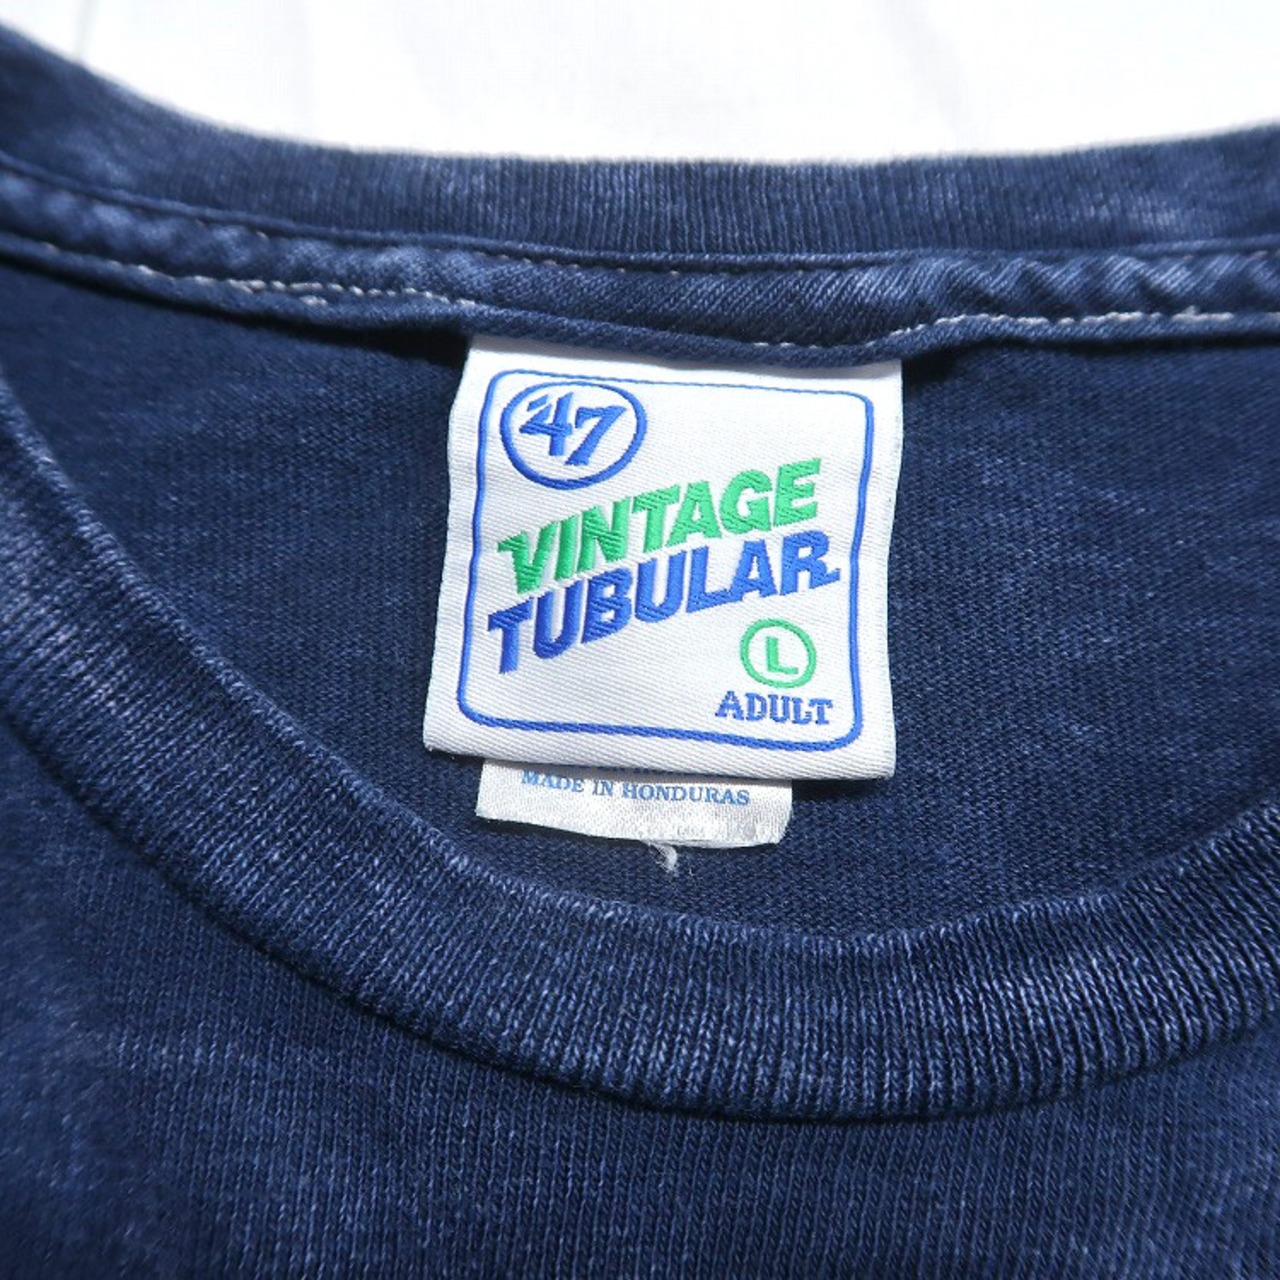 '47
VINTAGE
TUBULAR
L
ADULT
MADE IN HONDURAS